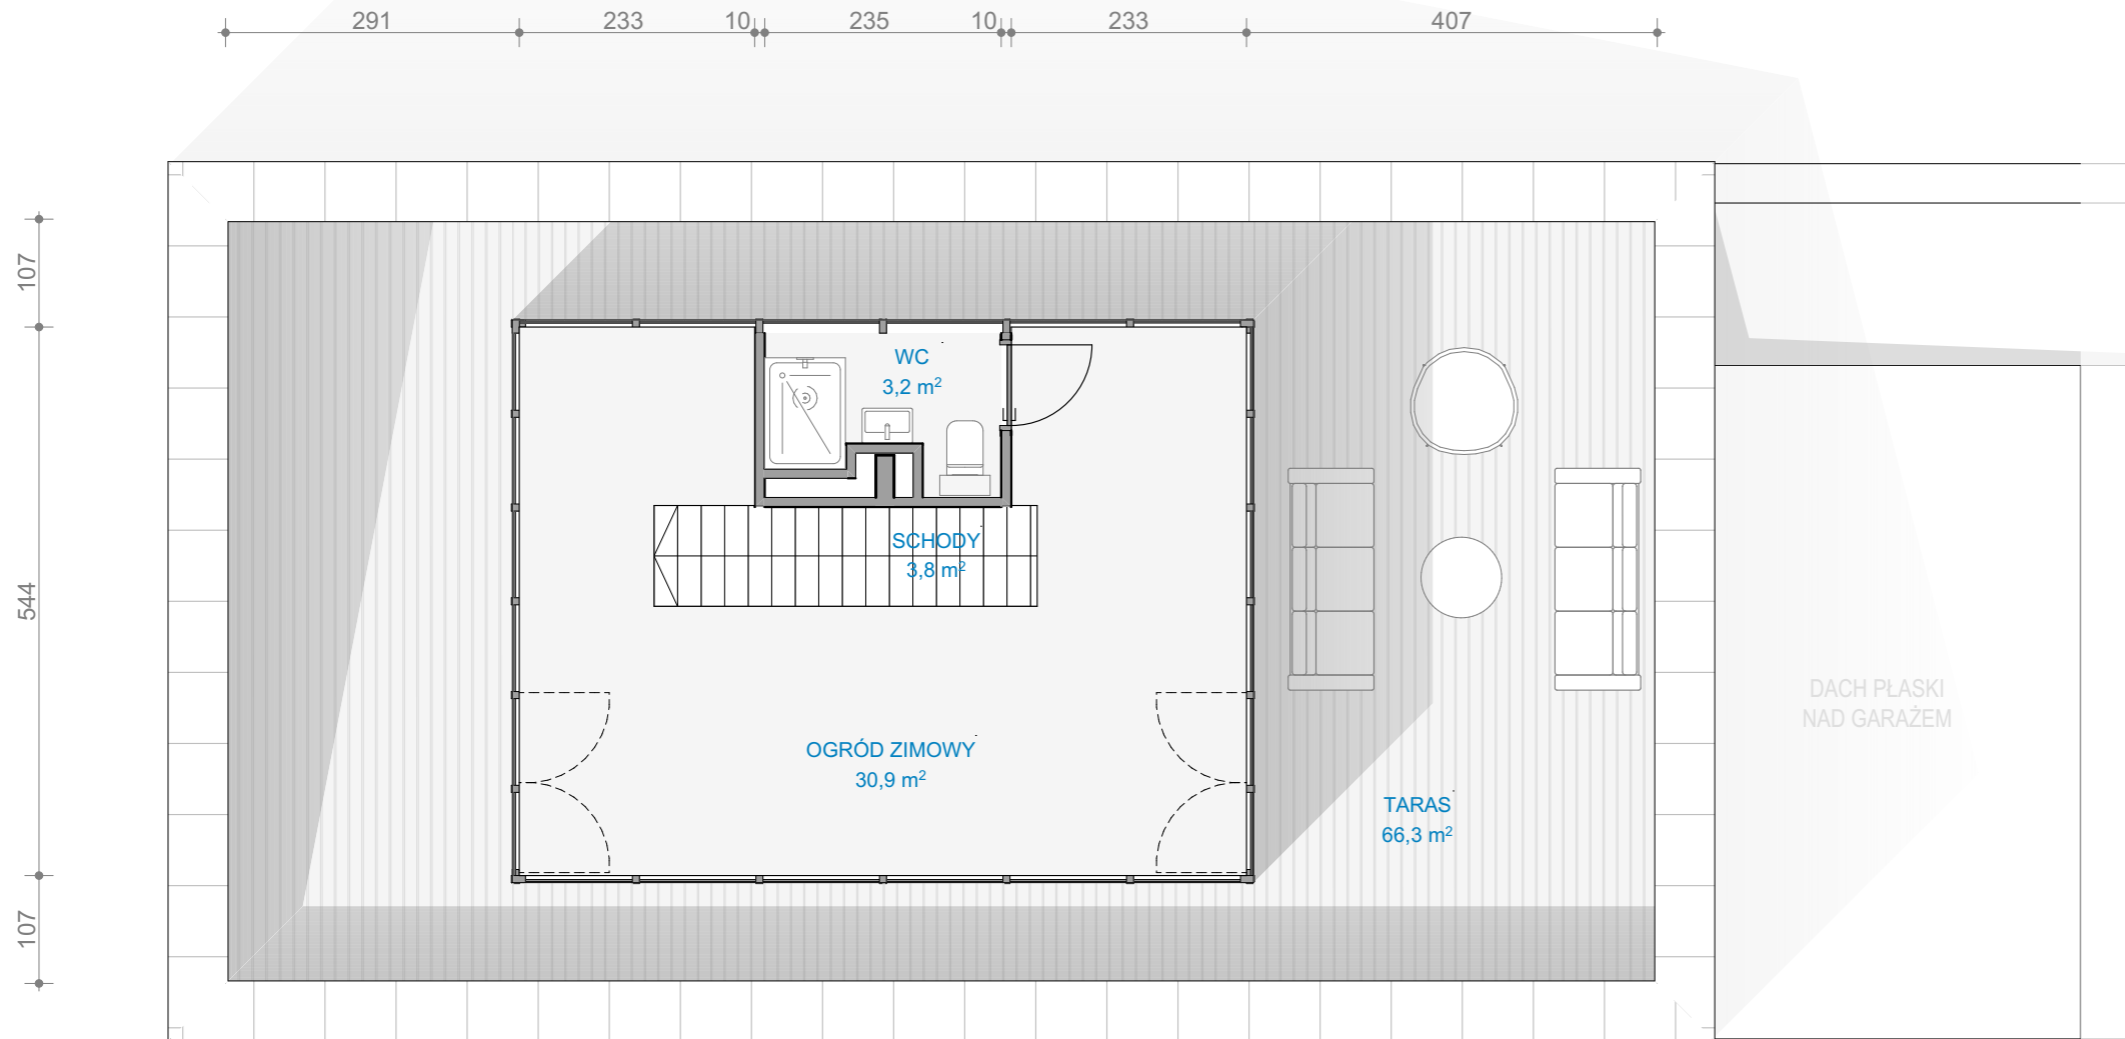 291 233 10 235 10 233 407
107
544
107
WC
3,2 m²
SCHODY
3,8 m²
OGRÓD ZIMOWY
30,9 m²
TARAS
66,3 m²
DACH PŁASKI
NAD GARAŻEM